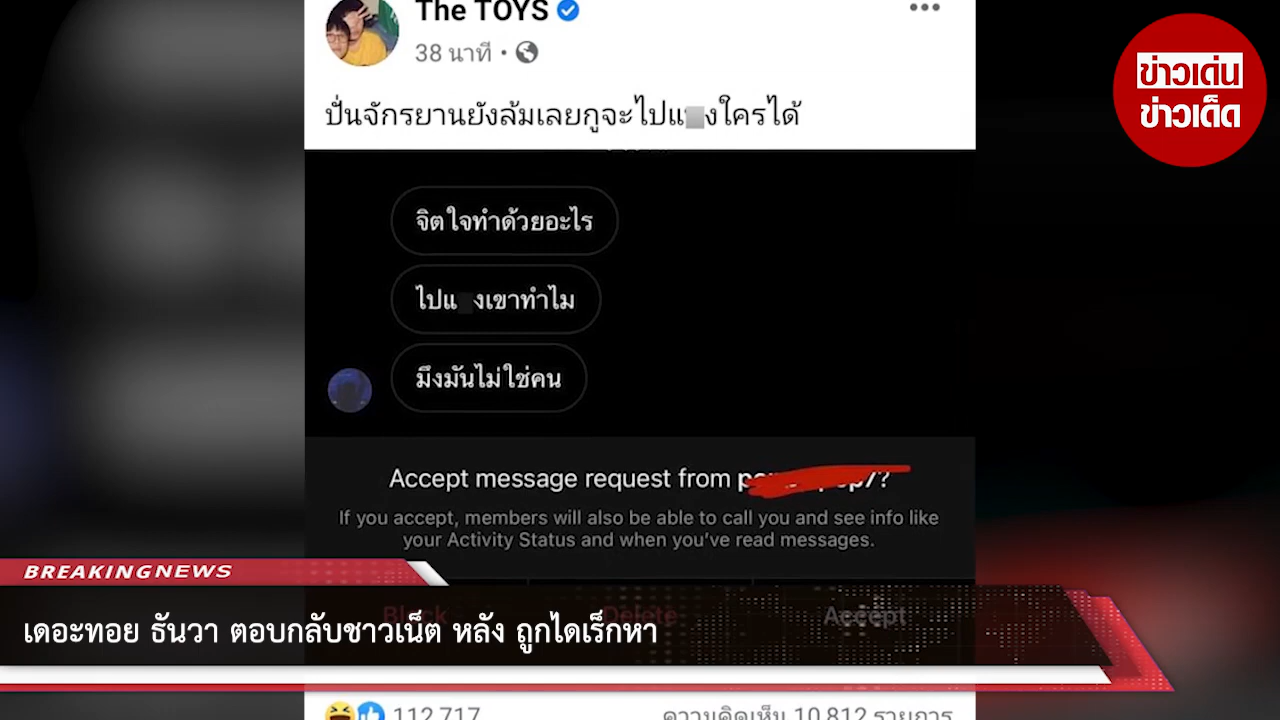 The TOYS
38 นาที
ปั่นจักรยานยังล้มเลยกูจะไปแ งใครได้
ข่าวเด่น
ข่าวเด็ด
จิตใจทำด้วยอะไร
ไปแ งเขาทำไม
มึงมันไม่ใช่คน
Accept message request from
If you accept, members will also be able to call you and see info like
your Activity Status and when you've read messages.
BREAKINGNEWS
Block Delete Accept
เดอะทอย ธันวา ตอบกลับชาวเน็ต หลัง ถูกไดเร็กหา
112,717 ความคิดเห็น 10,812 รายการ